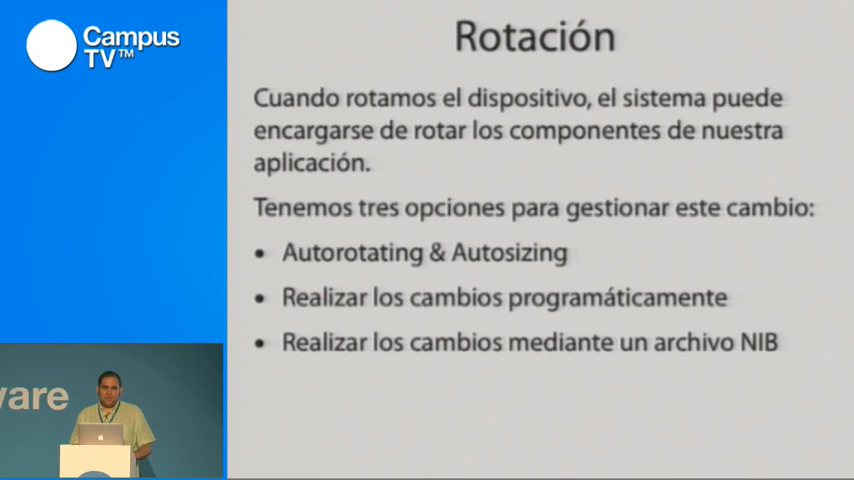 Campus
TV™
Rotación
Cuando rotamos el dispositivo, el sistema puede
encargarse de rotar los componentes de nuestra
aplicación.
Tenemos tres opciones para gestionar este cambio:
• Autorotating & Autosizing
• Realizar los cambios programáticamente
• Realizar los cambios mediante un archivo NIB
ware